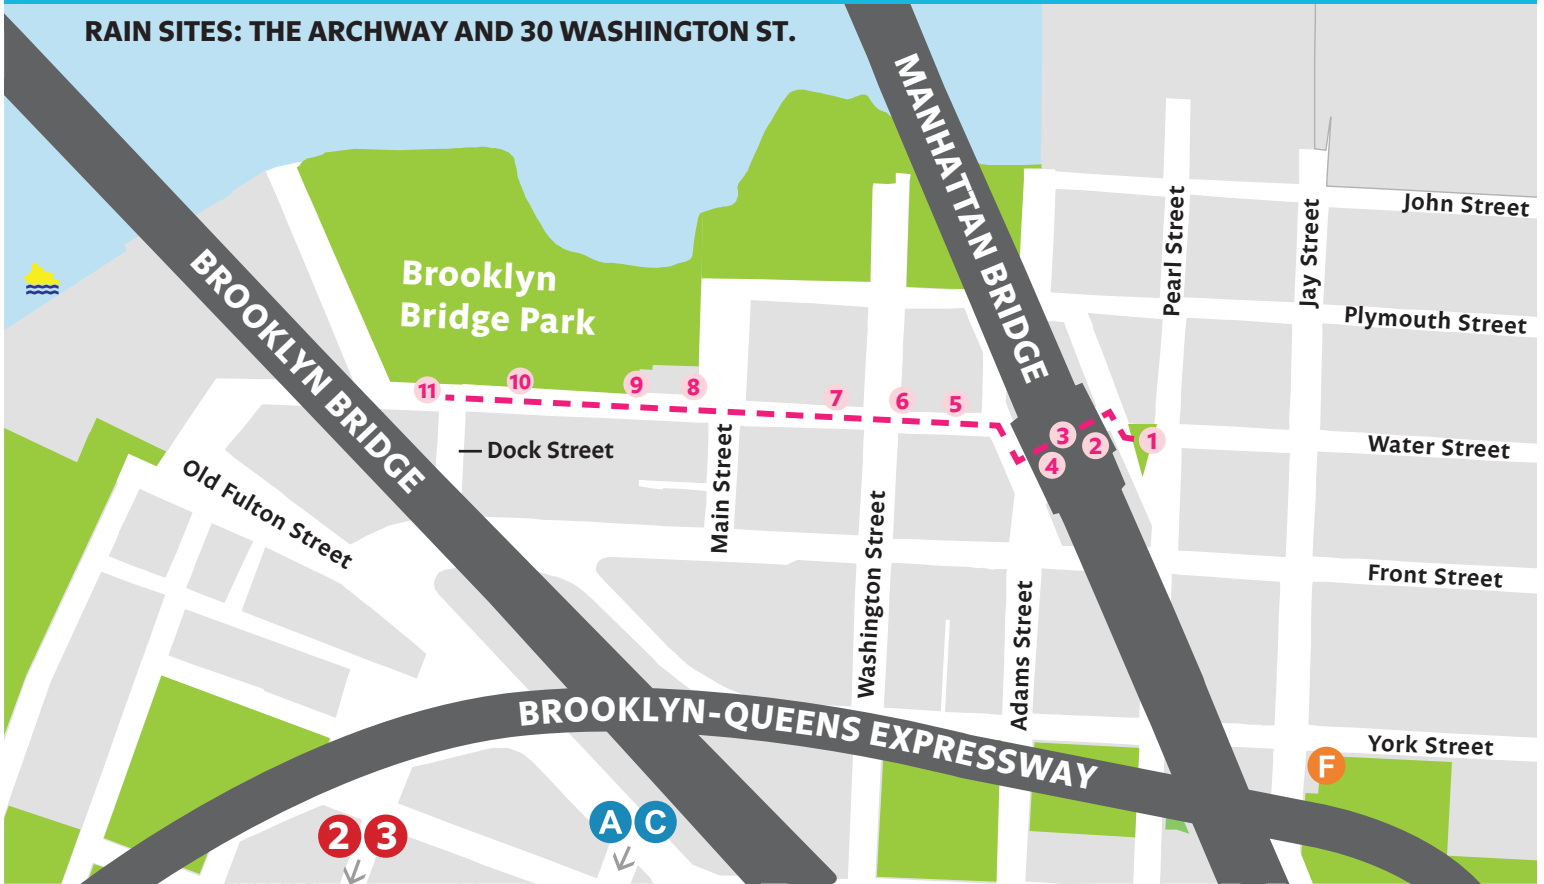 RAIN SITES: THE ARCHWAY AND 30 WASHINGTON ST.
MANHATTAN BRIDGE
John Street
Pearl Street
Jay Street
BROOKLYN BRIDGE
Brooklyn
Bridge Park
Plymouth Street
11
10
9
8
7
6
5
3
4
2
1
Dock Street
Water Street
Main Street
Old Fulton Street
Washington Street
Front Street
Adams Street
BROOKLYN-QUEENS EXPRESSWAY
York Street
F
2 3
A C